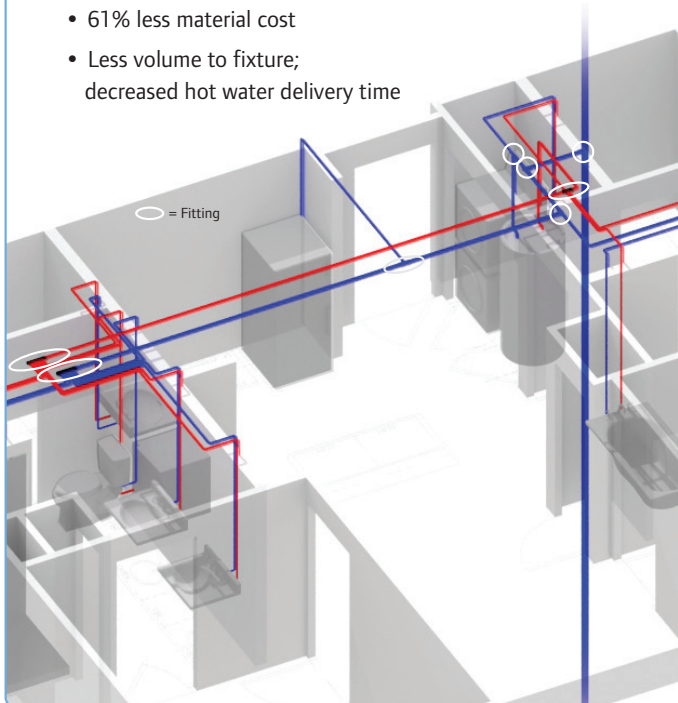 • 61% less material cost
• Less volume to fixture;
decreased hot water delivery time
= Fitting